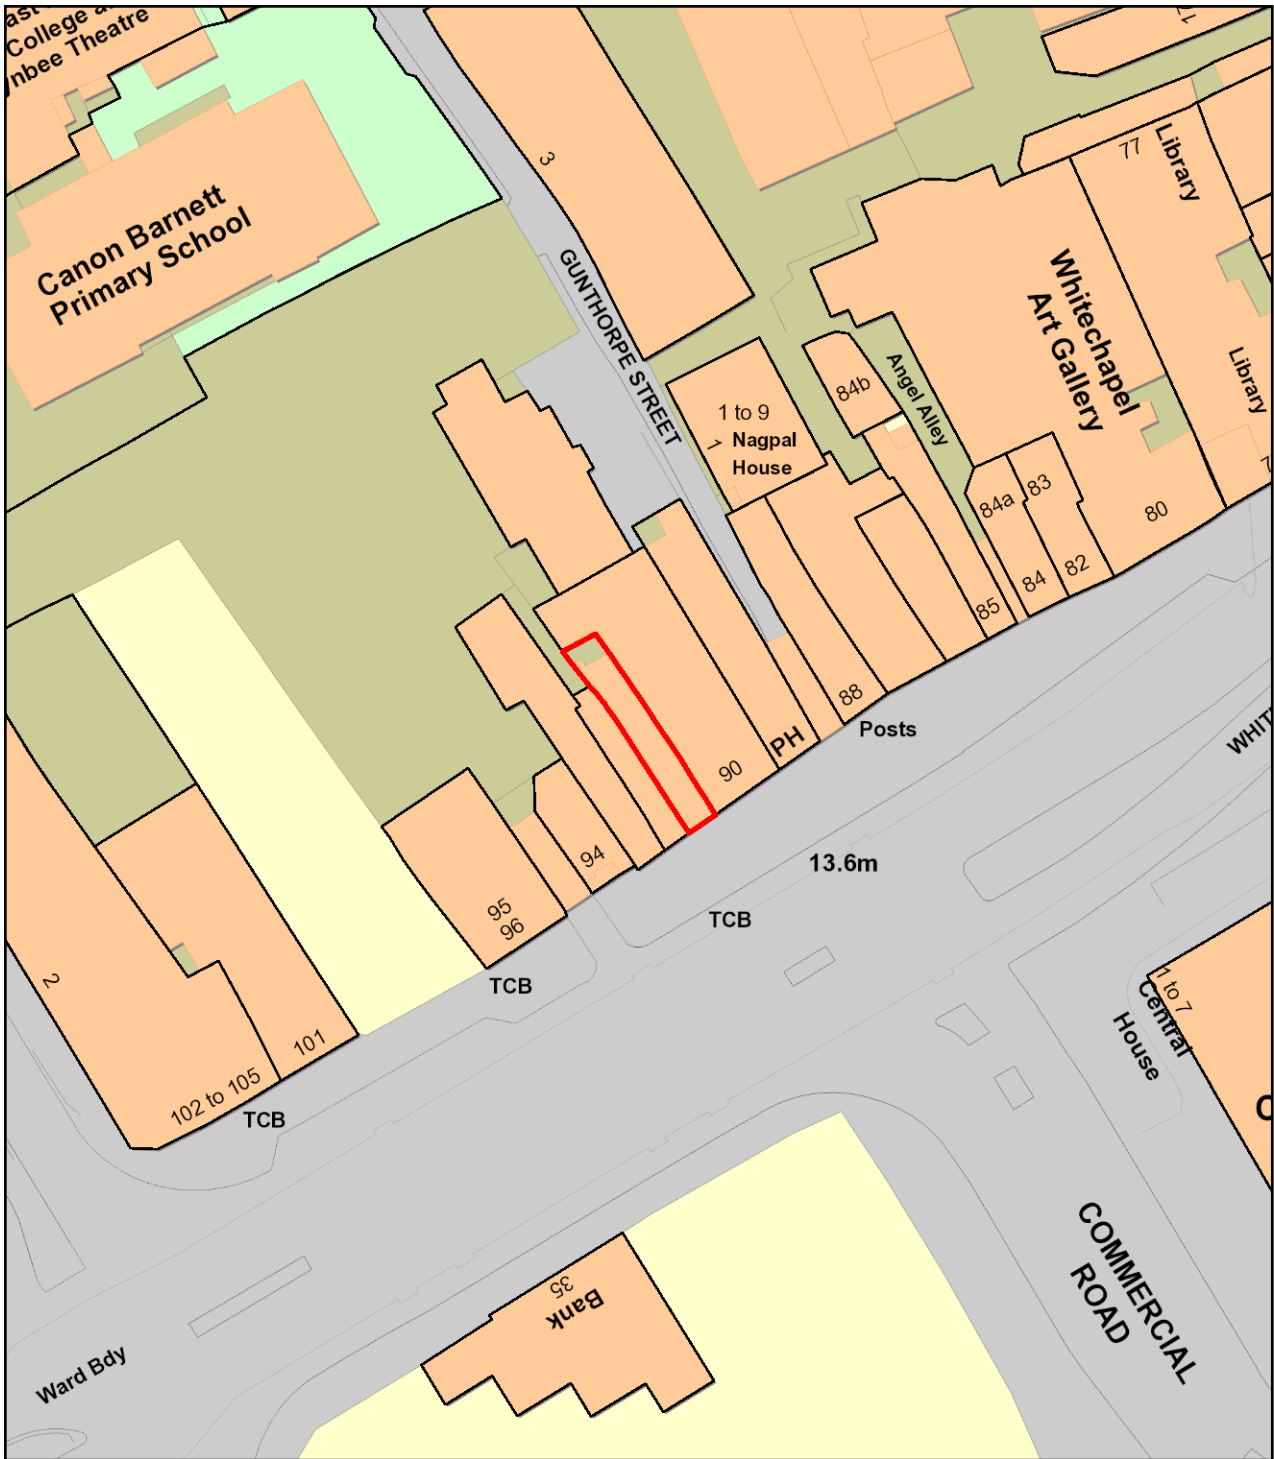 College
ynbee Theatre
Canon Barnett
Primary School
3
GUNTHORPE STREET
77
Library
Whitechapel
Art Gallery
Library
84b
Angel Alley
1 to 9
1
Nagpal
House
84a
83
80
85
84
82
88
Posts
PH
90
94
95
96
13.6m
TCB
TCB
2
101
102 to 105
TCB
1 to 7
Central
House
COMMERCIAL
ROAD
35
Bank
Ward Bdy